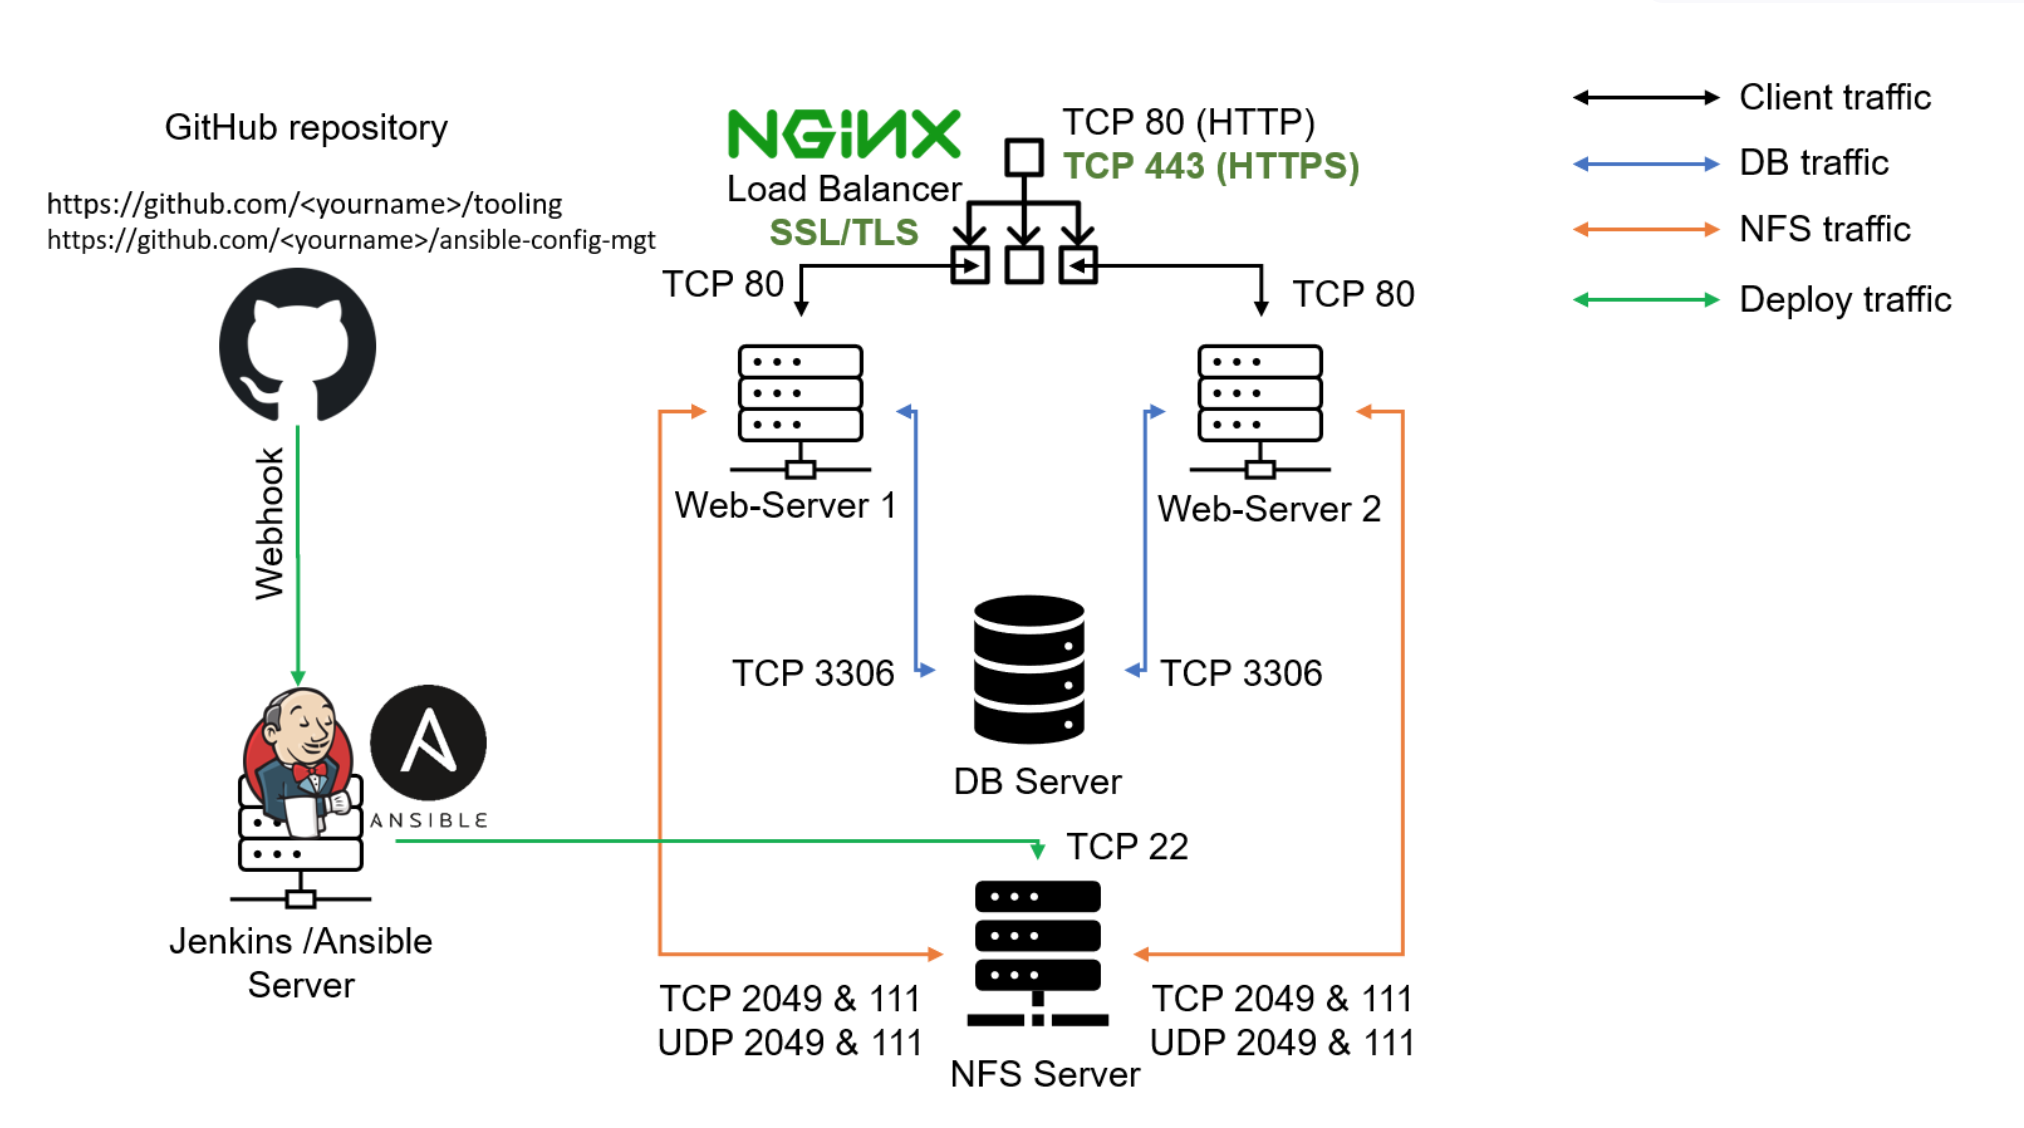 GitHub repository
https://github.com/<yourname>/tooling
https://github.com/<yourname>/ansible-config-mgt
Webhook
ANSIBLE
Jenkins /Ansible
Server
NGINX
Load Balancer
SSL/TLS
TCP 80 (HTTP)
TCP 443 (HTTPS)
TCP 80
TCP 80
Web-Server 1
Web-Server 2
TCP 3306
TCP 3306
DB Server
TCP 22
TCP 2049 & 111
UDP 2049 & 111
TCP 2049 & 111
UDP 2049 & 111
NFS Server
Client traffic
DB traffic
NFS traffic
Deploy traffic